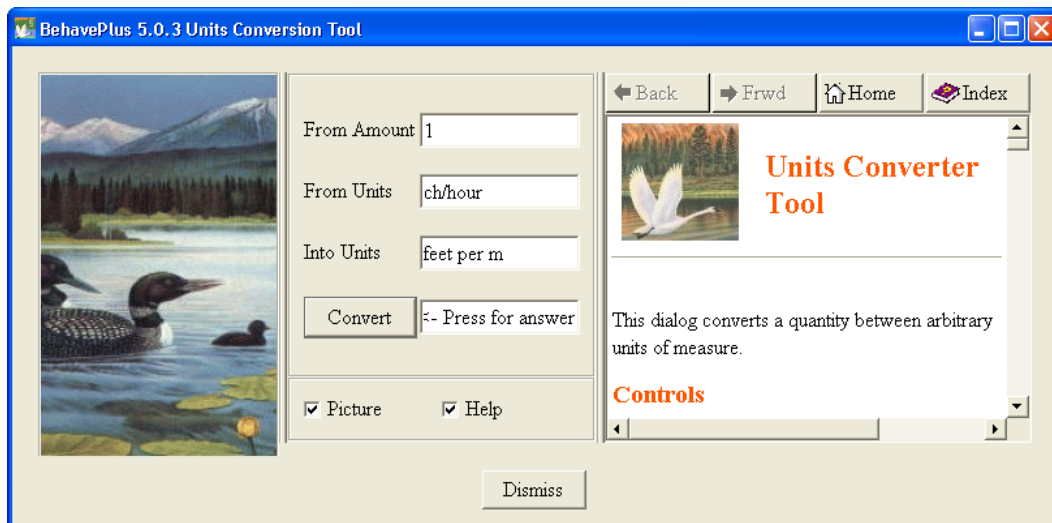 BehavePlus 5.0.3 Units Conversion Tool
From Amount 1
From Units ch/hour
Into Units feet per m
Convert <- Press for answer
Picture Help
Back Frwd Home Index
Units Converter
Tool
This dialog converts a quantity between arbitrary
units of measure.
Controls
Dismiss